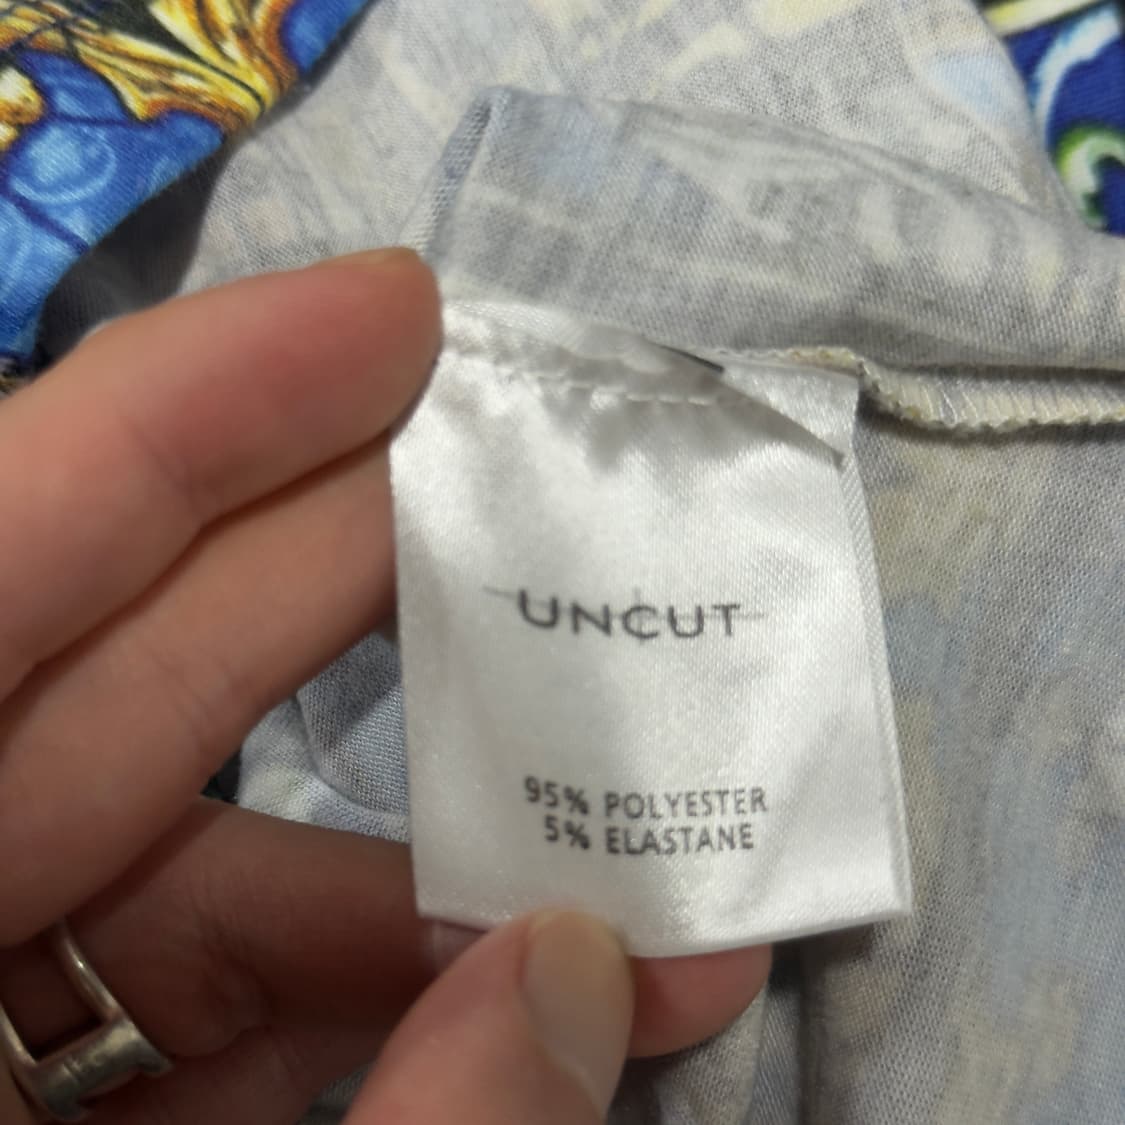 UNCUT
95% POLYESTER
5% ELASTANE